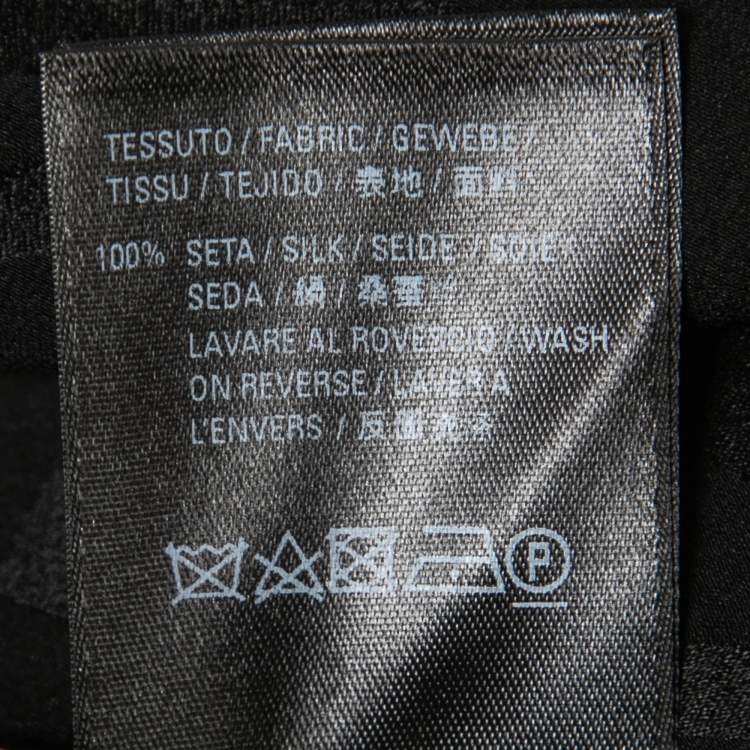 TESSUTO / FABRIC / GEWEBE /
TISSU / TEJIDO / 表地 / 面料
100% SETA / SILK / SEIDE / SOIE /
SEDA / 絹 / 桑蚕
LAVARE AL ROVESCIO / WASH
ON REVERSE / LAVER A
L'ENVERS /
P